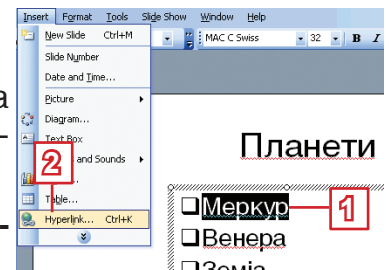 Insert Format Tools Slide Show Window Help
New Slide Ctrl+M
MAC C Swiss 32 B I
Slide Number
Date and Time...
Picture
а
Diagram...
Text Box
and Sounds
2
Table...
Hyperlink... Ctrl+K
Планети
Меркур
1
Венера
Земја